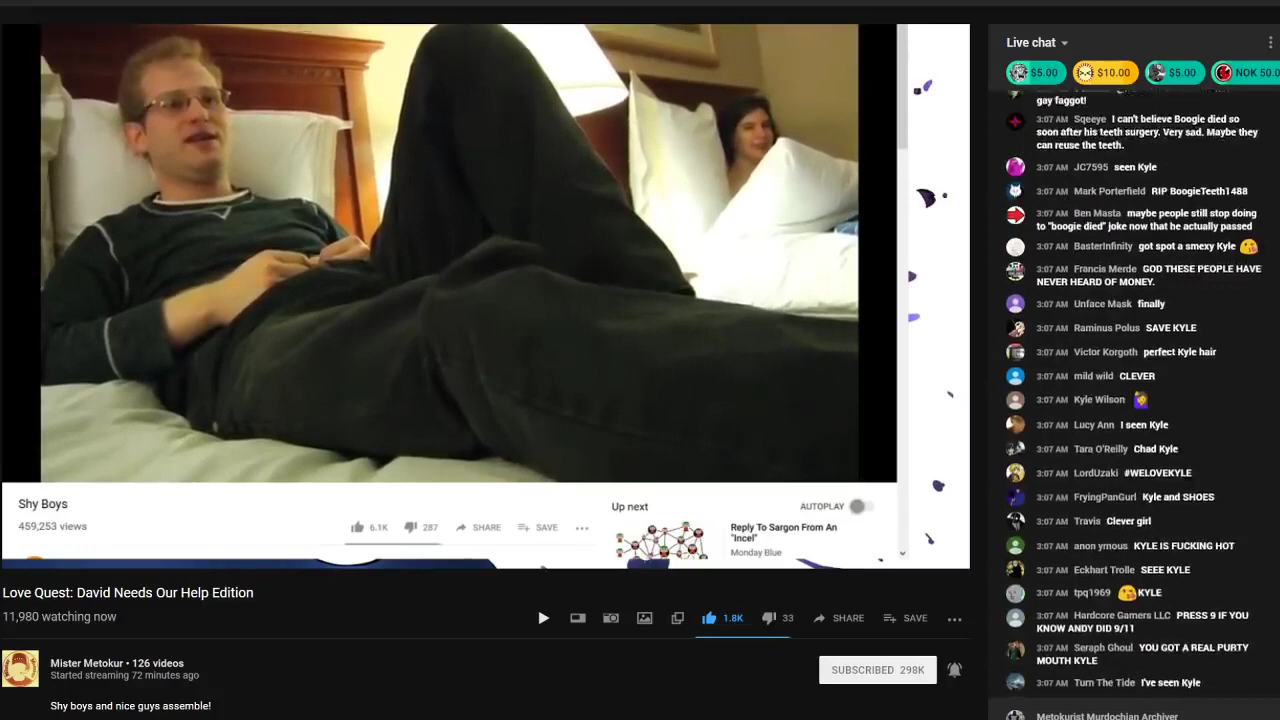 Live chat
$5.00
$10.00
$5.00
NOK 50.0
gay faggot!
3:07 AM Sqeeye I can't believe Boogie died so
soon after his teeth surgery. Very sad. Maybe they
can reuse the teeth.
3:07 AM JC7595 seen Kyle
3:07 AM Mark Porterfield RIP BoogieTeeth1488
3:07 AM Ben Masta maybe people still stop doing
to "boogie died" joke now that he actually passed
3:07 AM BasterInfinity got spot a smexy Kyle
3:07 AM Francis Merde GOD THESE PEOPLE HAVE
NEVER HEARD OF MONEY.
3:07 AM Unface Mask finally
3:07 AM Raminus Polus SAVE KYLE
3:07 AM Victor Korgoth perfect Kyle hair
3:07 AM mild wild CLEVER
3:07 AM Kyle Wilson
3:07 AM Lucy Ann I seen Kyle
3:07 AM Tara O'Reilly Chad Kyle
3:07 AM LordUzaki #WELOVEKYLE
3:07 AM FryingPanGurl Kyle and SHOES
3:07 AM Travis Clever girl
3:07 AM anon ymous KYLE IS FUCKING HOT
3:07 AM Eckhart Trolle SEEE KYLE
3:07 AM tpq1969 KYLE
3:07 AM Hardcore Gamers LLC PRESS 9 IF YOU
KNOW ANDY DID 9/11
3:07 AM Seraph Ghoul YOU GOT A REAL PURTY
MOUTH KYLE
3:07 AM Turn The Tide I've seen Kyle
Metokurist Murdochian Archiver
Shy Boys
459,253 views
6.1K
287
SHARE
SAVE
Up next
AUTOPLAY
Reply To Sargon From An
"Incel"
Monday Blue
Love Quest: David Needs Our Help Edition
11,980 watching now
1.8K
33
SHARE
SAVE
Mister Metokur • 126 videos
Started streaming 72 minutes ago
SUBSCRIBED 298K
Shy boys and nice guys assemble!